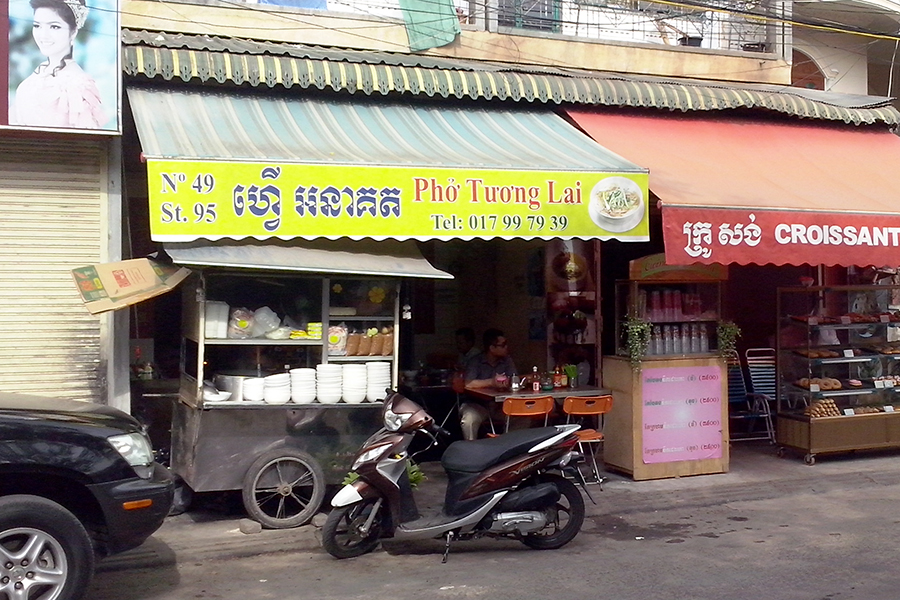 Nº 49
St. 95
ហ្វើ អនាគត
Phở Tương Lai
Tel: 017 99 79 39
ក្រូសង់ CROISSANT